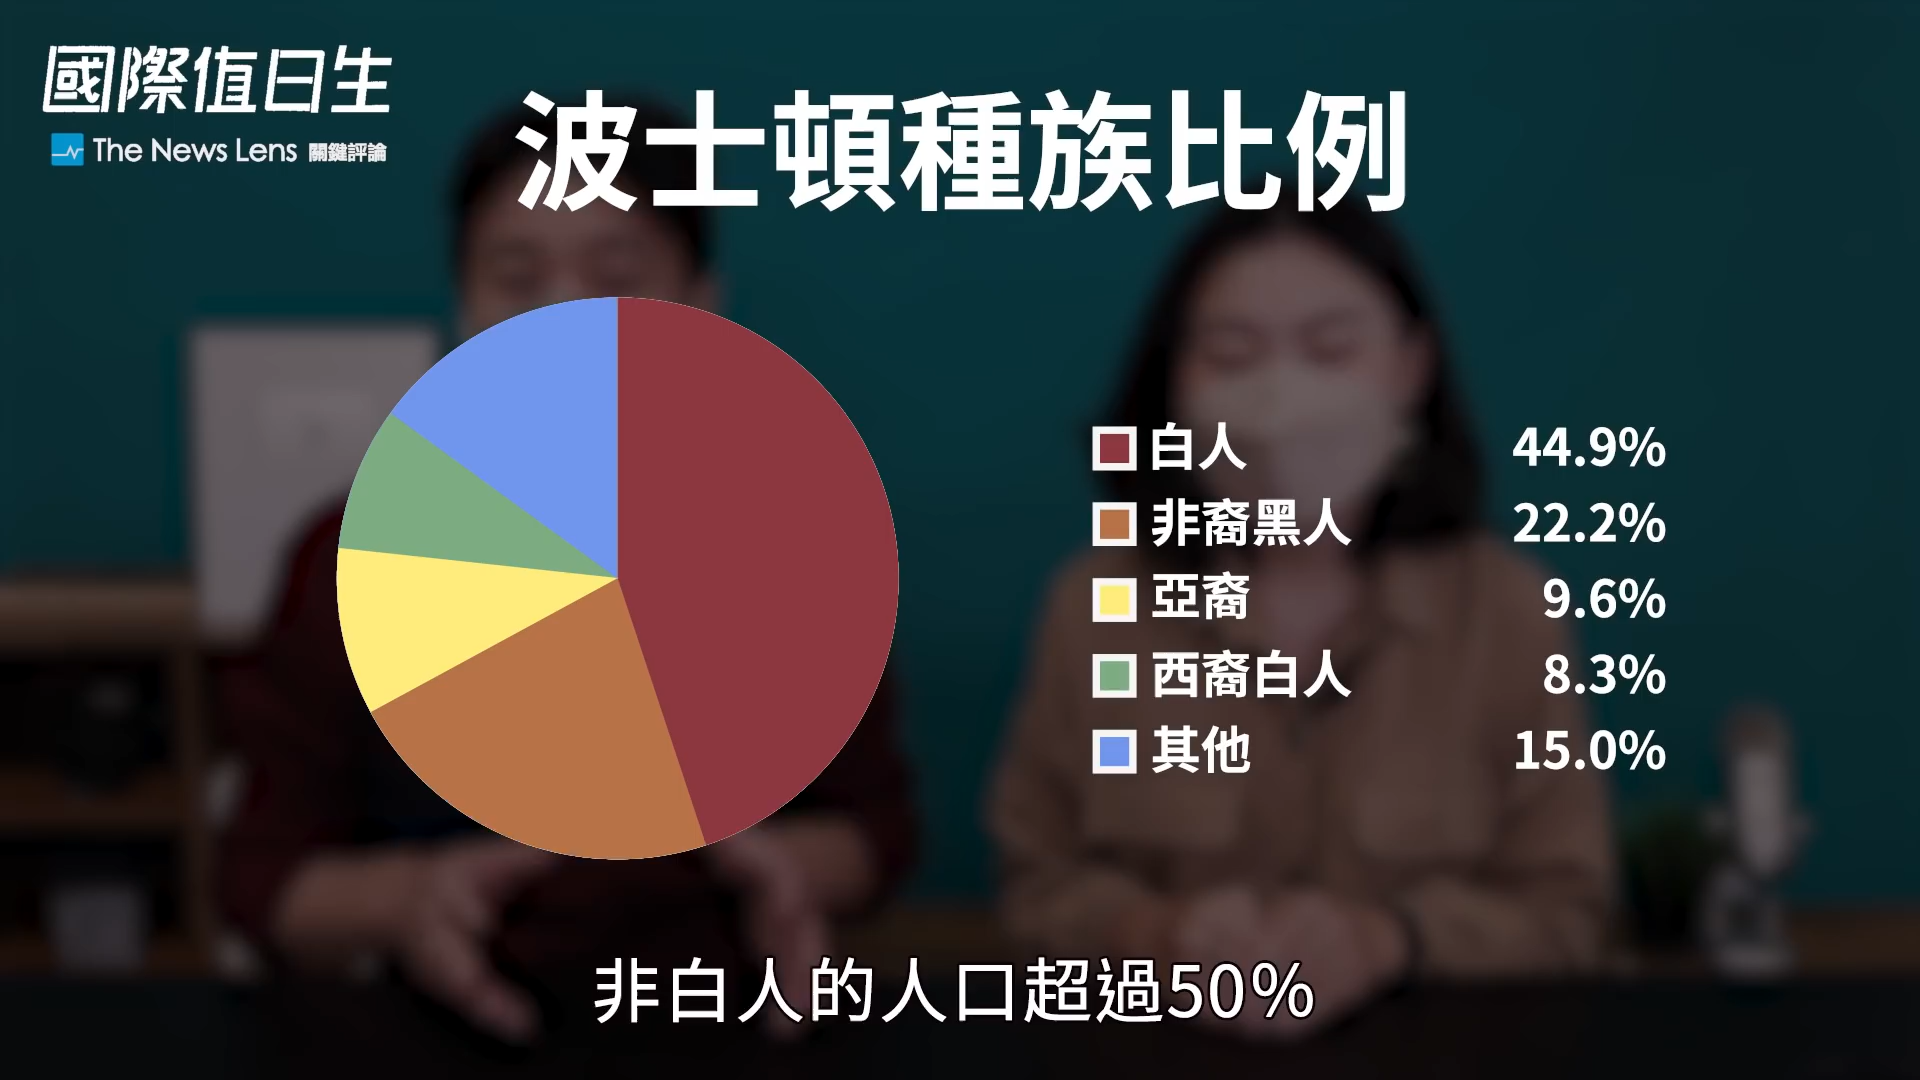 國際值日生
The News Lens 關鍵評論
波士頓種族比例
白人 44.9%
非裔黑人 22.2%
亞裔 9.6%
西裔白人 8.3%
其他 15.0%
非白人的人口超過50%